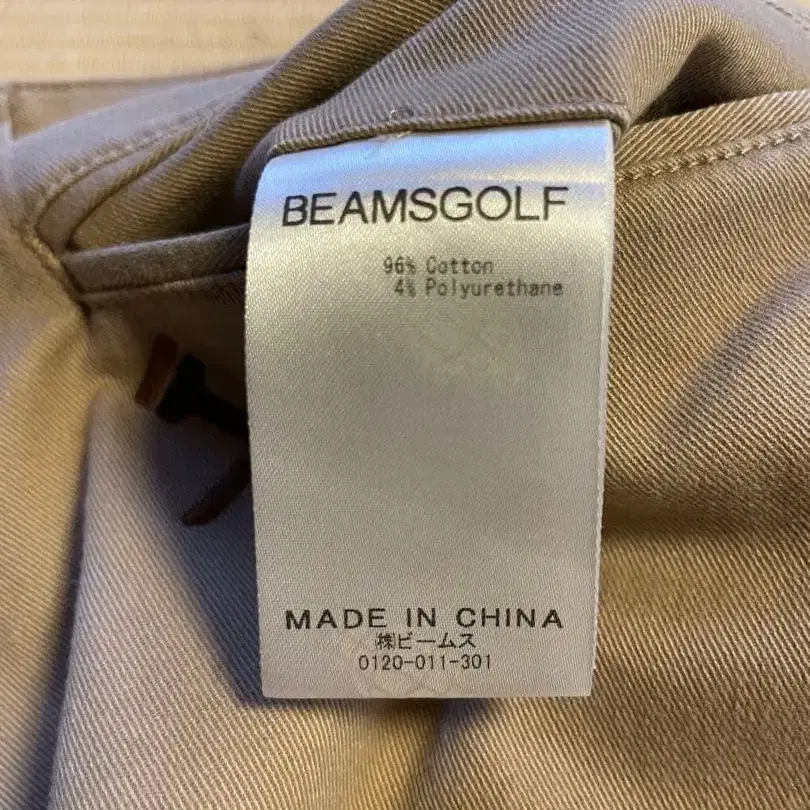 BEAMSGOLF
96% Cotton
4% Polyurethane
MADE IN CHINA
㈱ビームス
0120-011-301